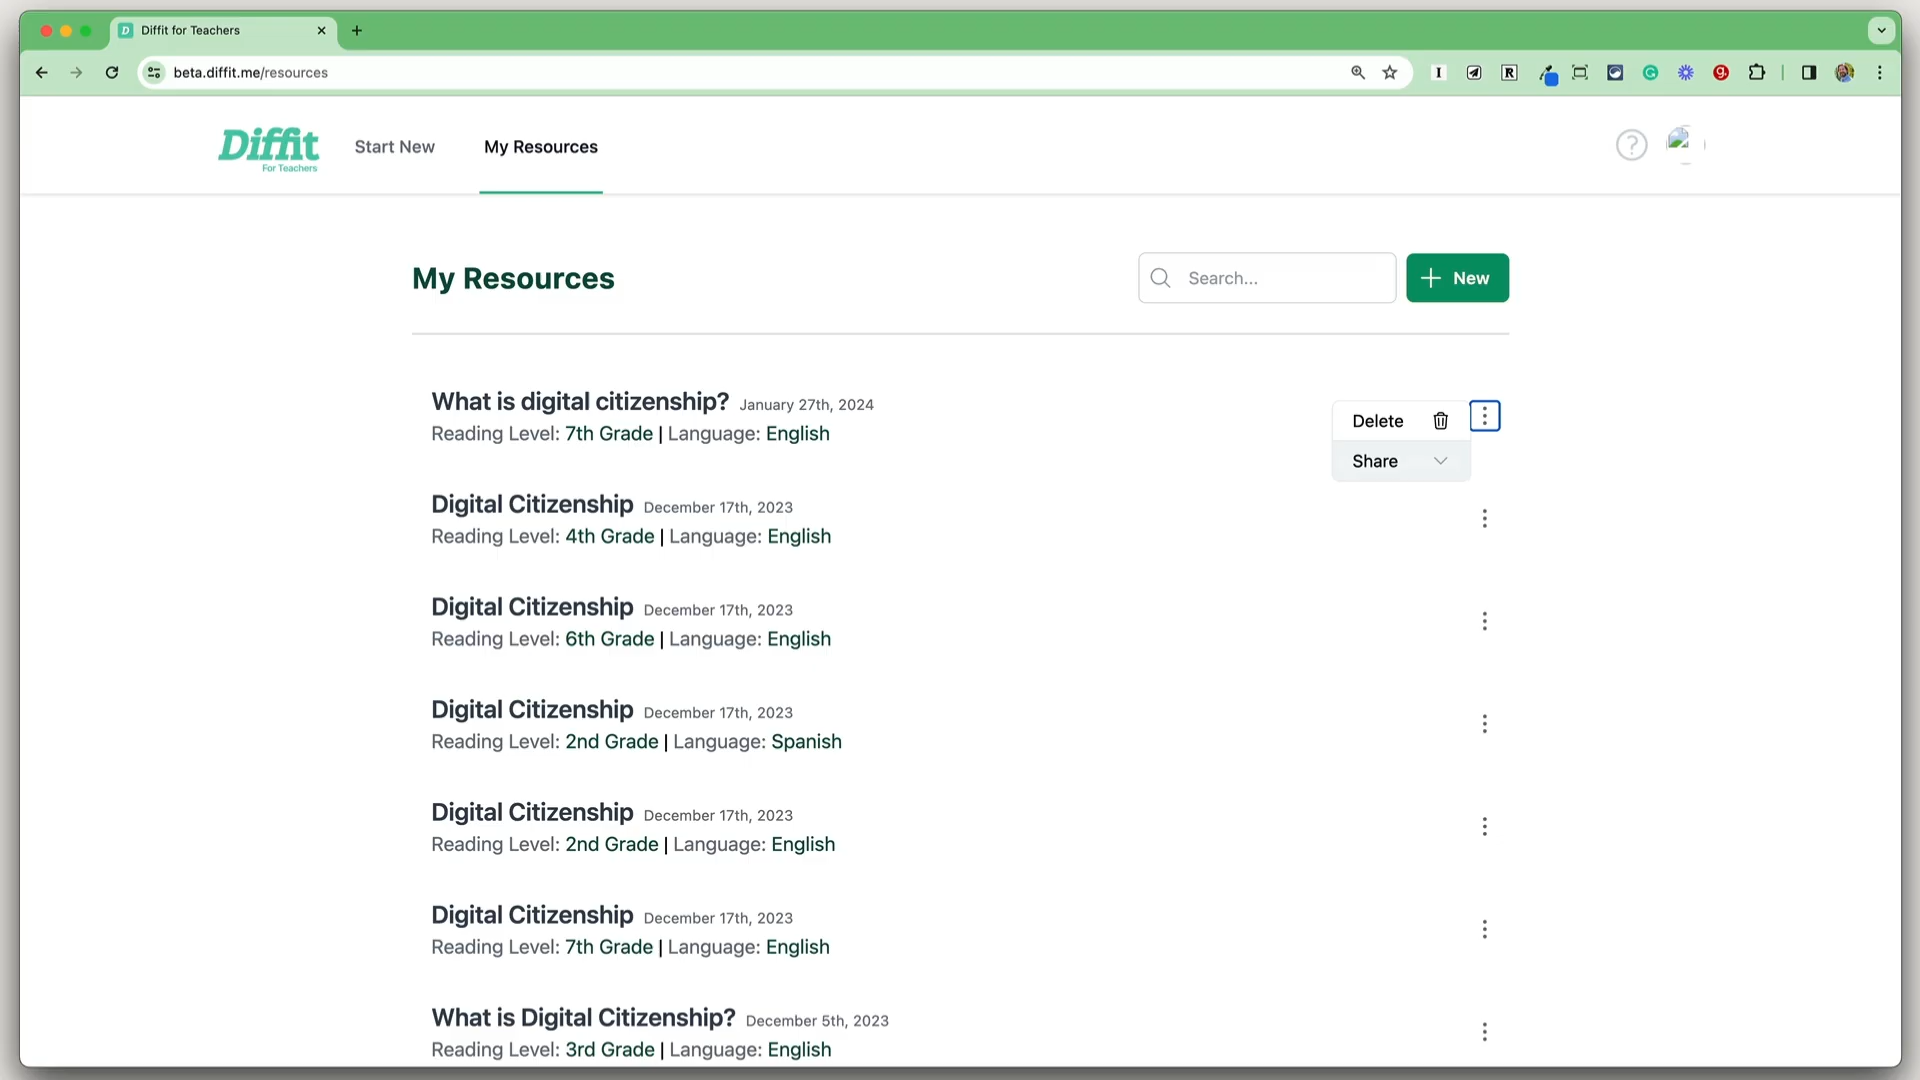 Diffit for Teachers
beta.diffit.me/resources
Diffit
For Teachers
Start New
My Resources
My Resources
Search...
New
What is digital citizenship? January 27th, 2024
Reading Level: 7th Grade | Language: English
Delete
Share
Digital Citizenship December 17th, 2023
Reading Level: 4th Grade | Language: English
Digital Citizenship December 17th, 2023
Reading Level: 6th Grade | Language: English
Digital Citizenship December 17th, 2023
Reading Level: 2nd Grade | Language: Spanish
Digital Citizenship December 17th, 2023
Reading Level: 2nd Grade | Language: English
Digital Citizenship December 17th, 2023
Reading Level: 7th Grade | Language: English
What is Digital Citizenship? December 5th, 2023
Reading Level: 3rd Grade | Language: English